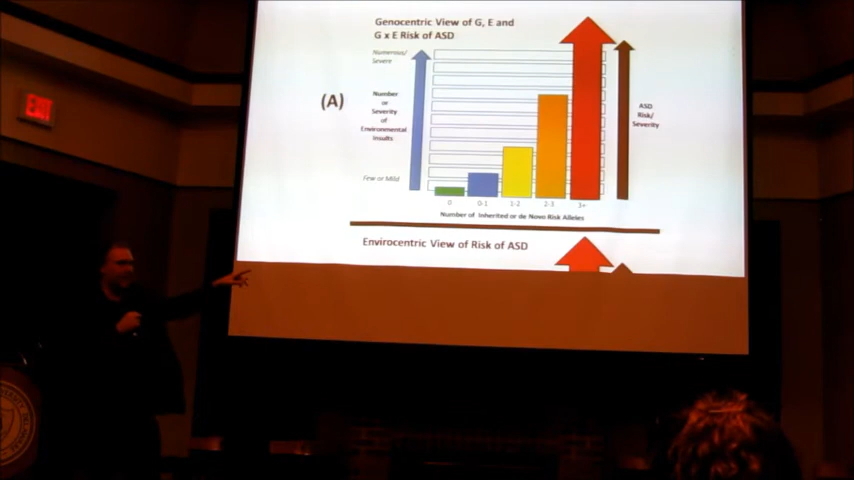 Genocentric View of G, E and
G x E Risk of ASD
Numerous/
Severe
(A)
Number
or
Severity
of
Environmental
Insults
ASD
Risk/
Severity
Few or Mild
0
0-1
1-2
2-3
3+
Number of Inherited or de Novo Risk Alleles
Envirocentric View of Risk of ASD